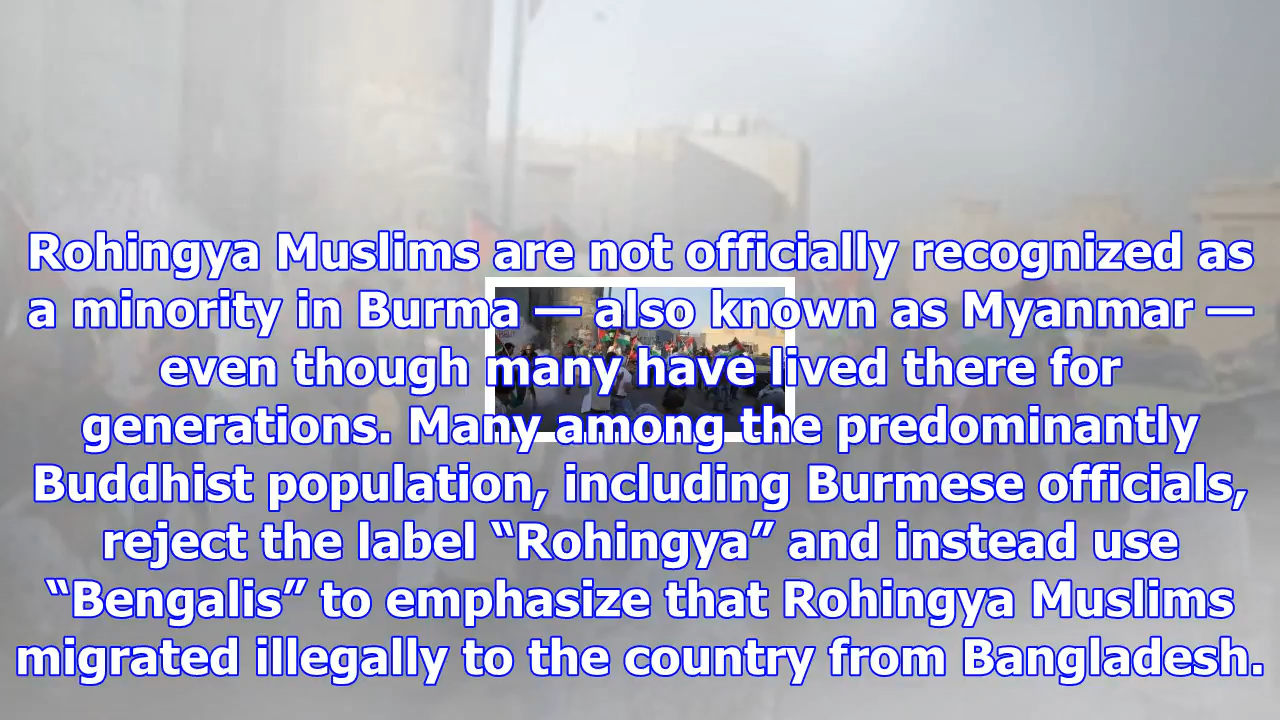 Rohingya Muslims are not officially recognized as
a minority in Burma — also known as Myanmar —
even though many have lived there for
generations. Many among the predominantly
Buddhist population, including Burmese officials,
reject the label “Rohingya” and instead use
“Bengalis” to emphasize that Rohingya Muslims
migrated illegally to the country from Bangladesh.